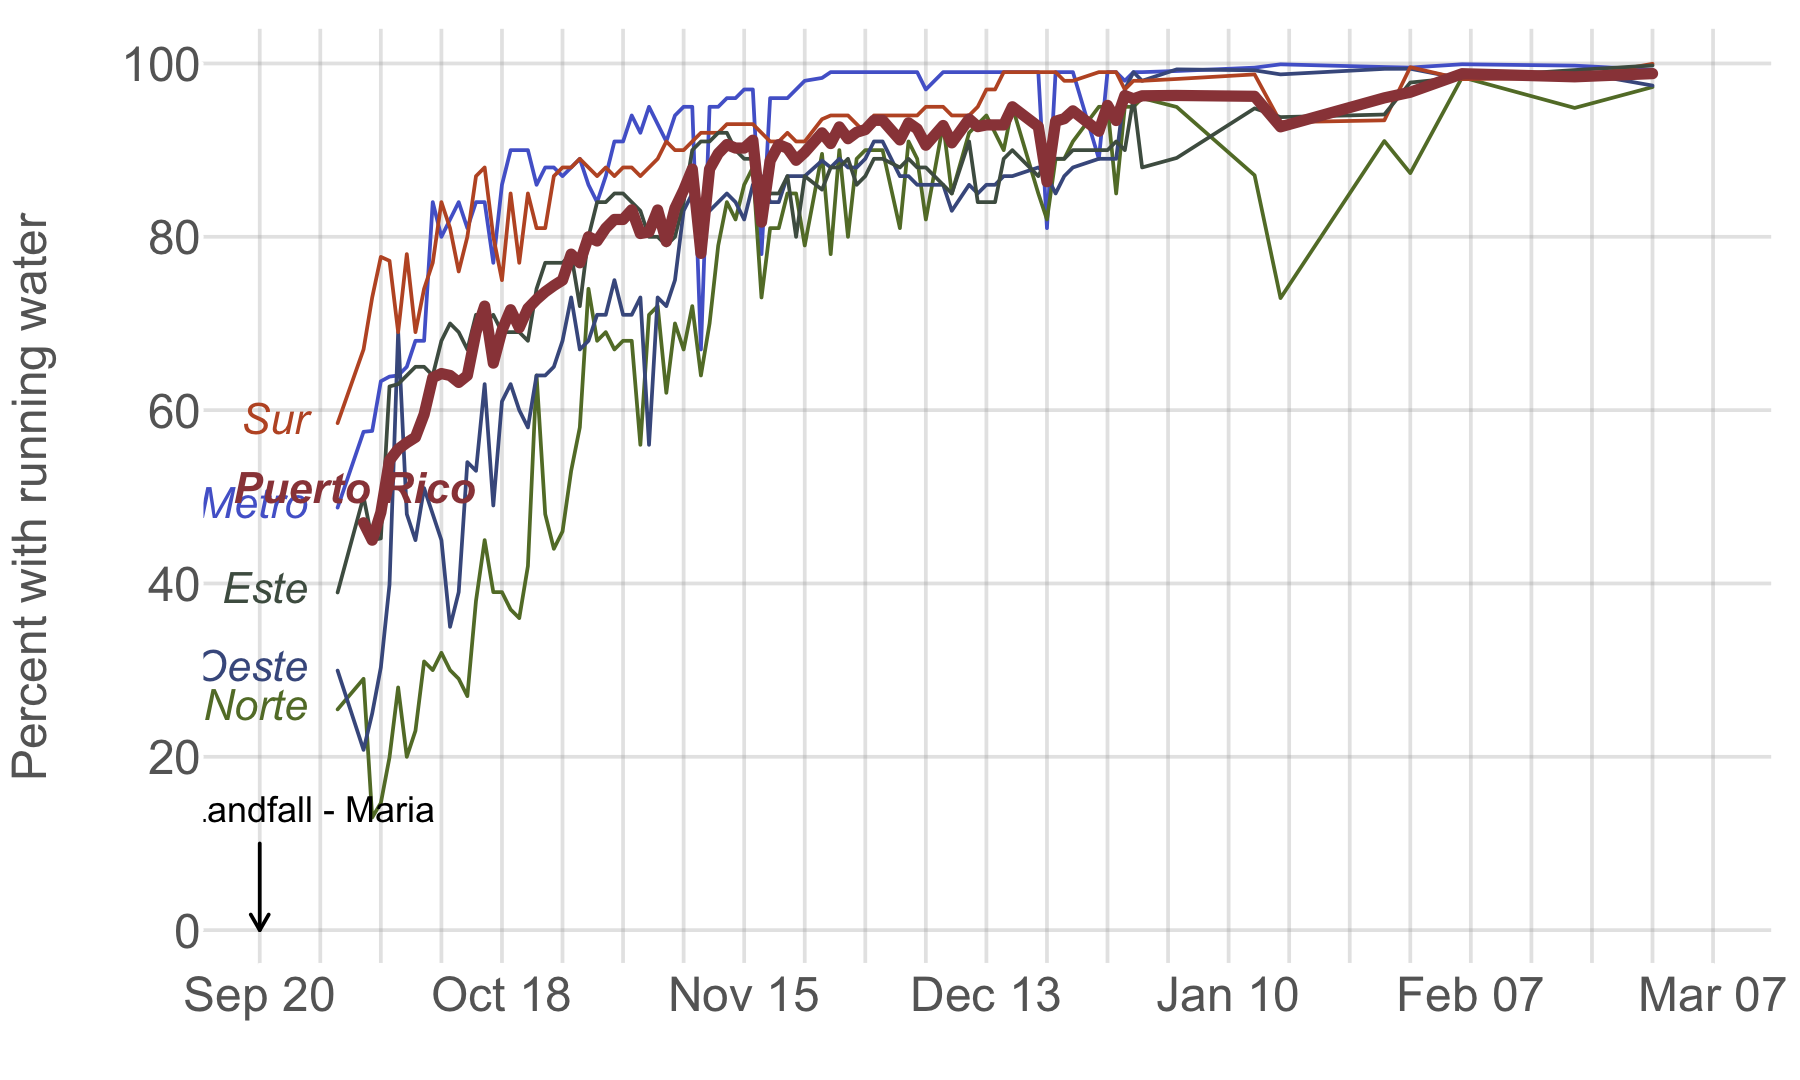 Percent with running water
100
80
60
40
20
0
Sur
Puerto Rico
Metro
Este
Oeste
Norte
andfall - Maria
Sep 20
Oct 18
Nov 15
Dec 13
Jan 10
Feb 07
Mar 07